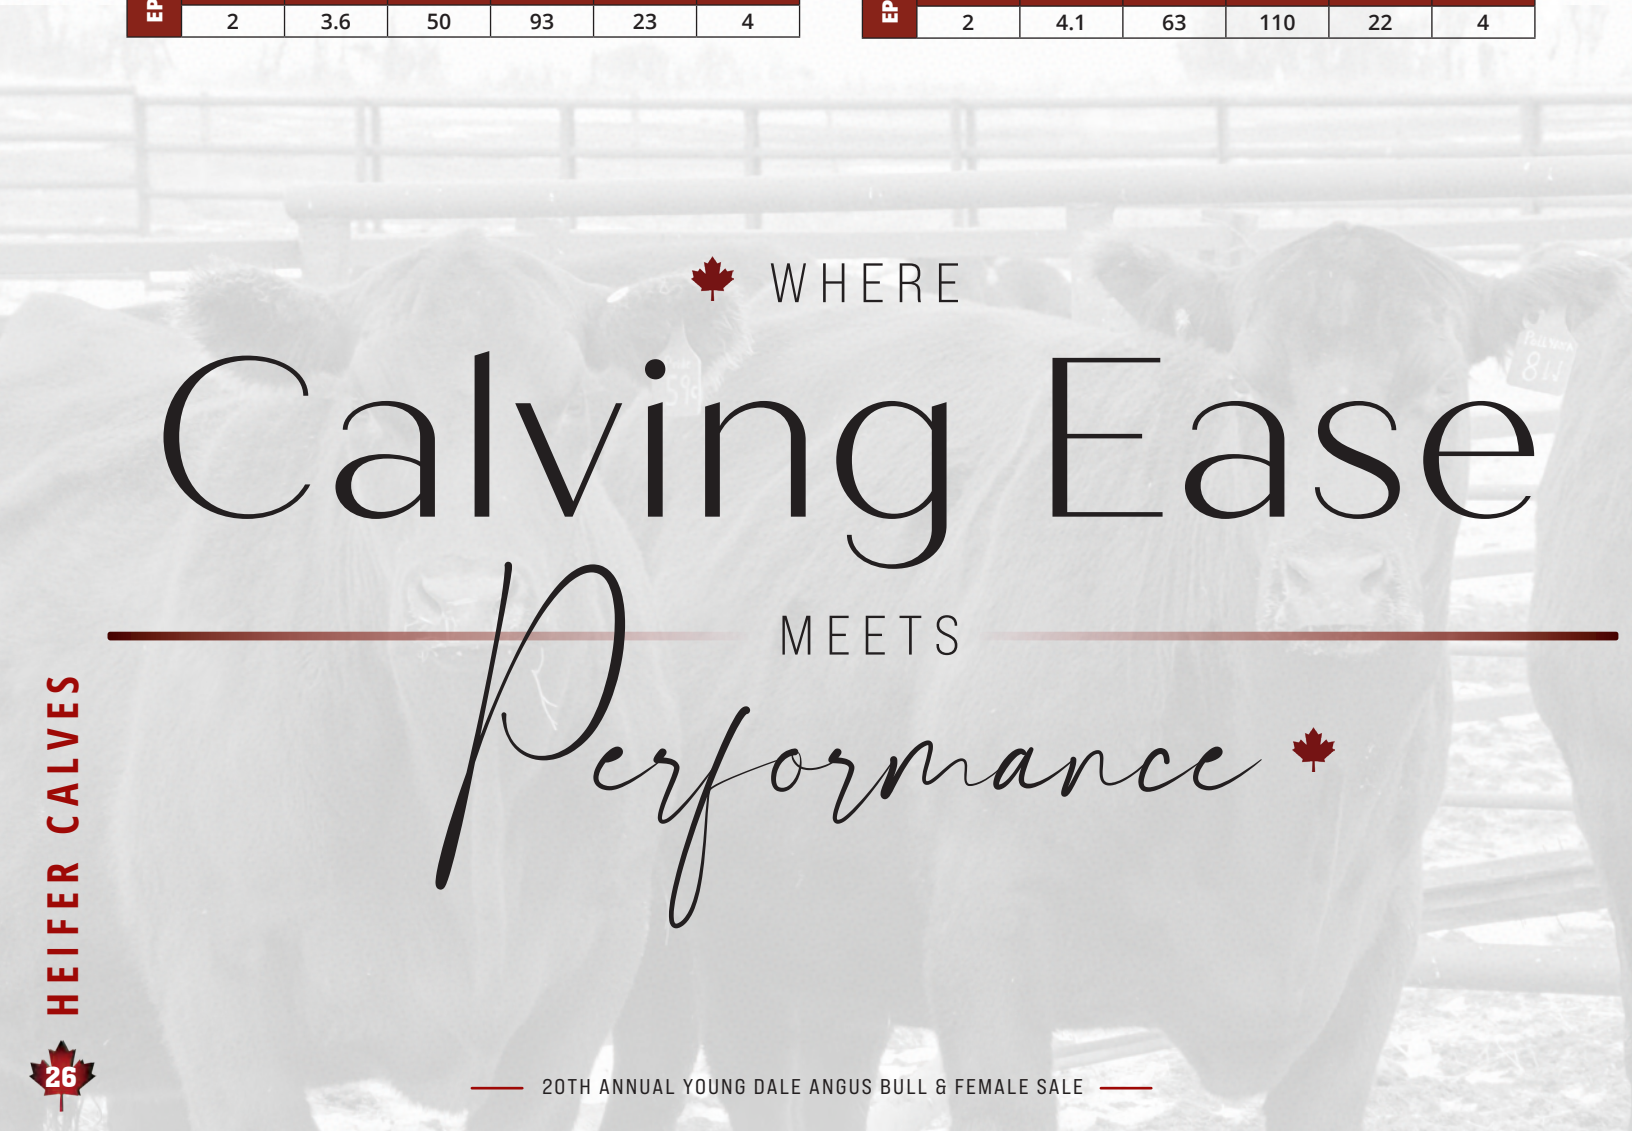 EP
2 3.6 50 93 23 4
EP
2 4.1 63 110 22 4
WHERE
Calving Ease
MEETS
Performance
HEIFER CALVES
26
20TH ANNUAL YOUNG DALE ANGUS BULL & FEMALE SALE